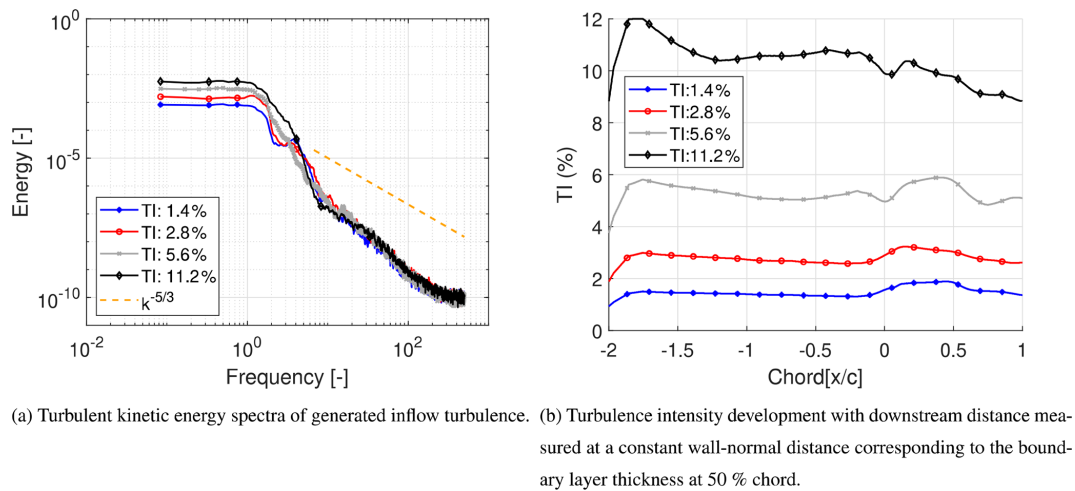 10^0
10^-5
10^-10
Energy [-]
TI: 1.4%
TI: 2.8%
TI: 5.6%
TI: 11.2%
k^-5/3
10^-2
10^0
10^2
Frequency [-]
12
10
8
6
4
2
0
TI (%)
TI:1.4%
TI:2.8%
TI:5.6%
TI:11.2%
-2
-1.5
-1
-0.5
0
0.5
1
Chord[x/c]
(a) Turbulent kinetic energy spectra of generated inflow turbulence.
(b) Turbulence intensity development with downstream distance mea-
sured at a constant wall-normal distance corresponding to the bound-
ary layer thickness at 50 % chord.